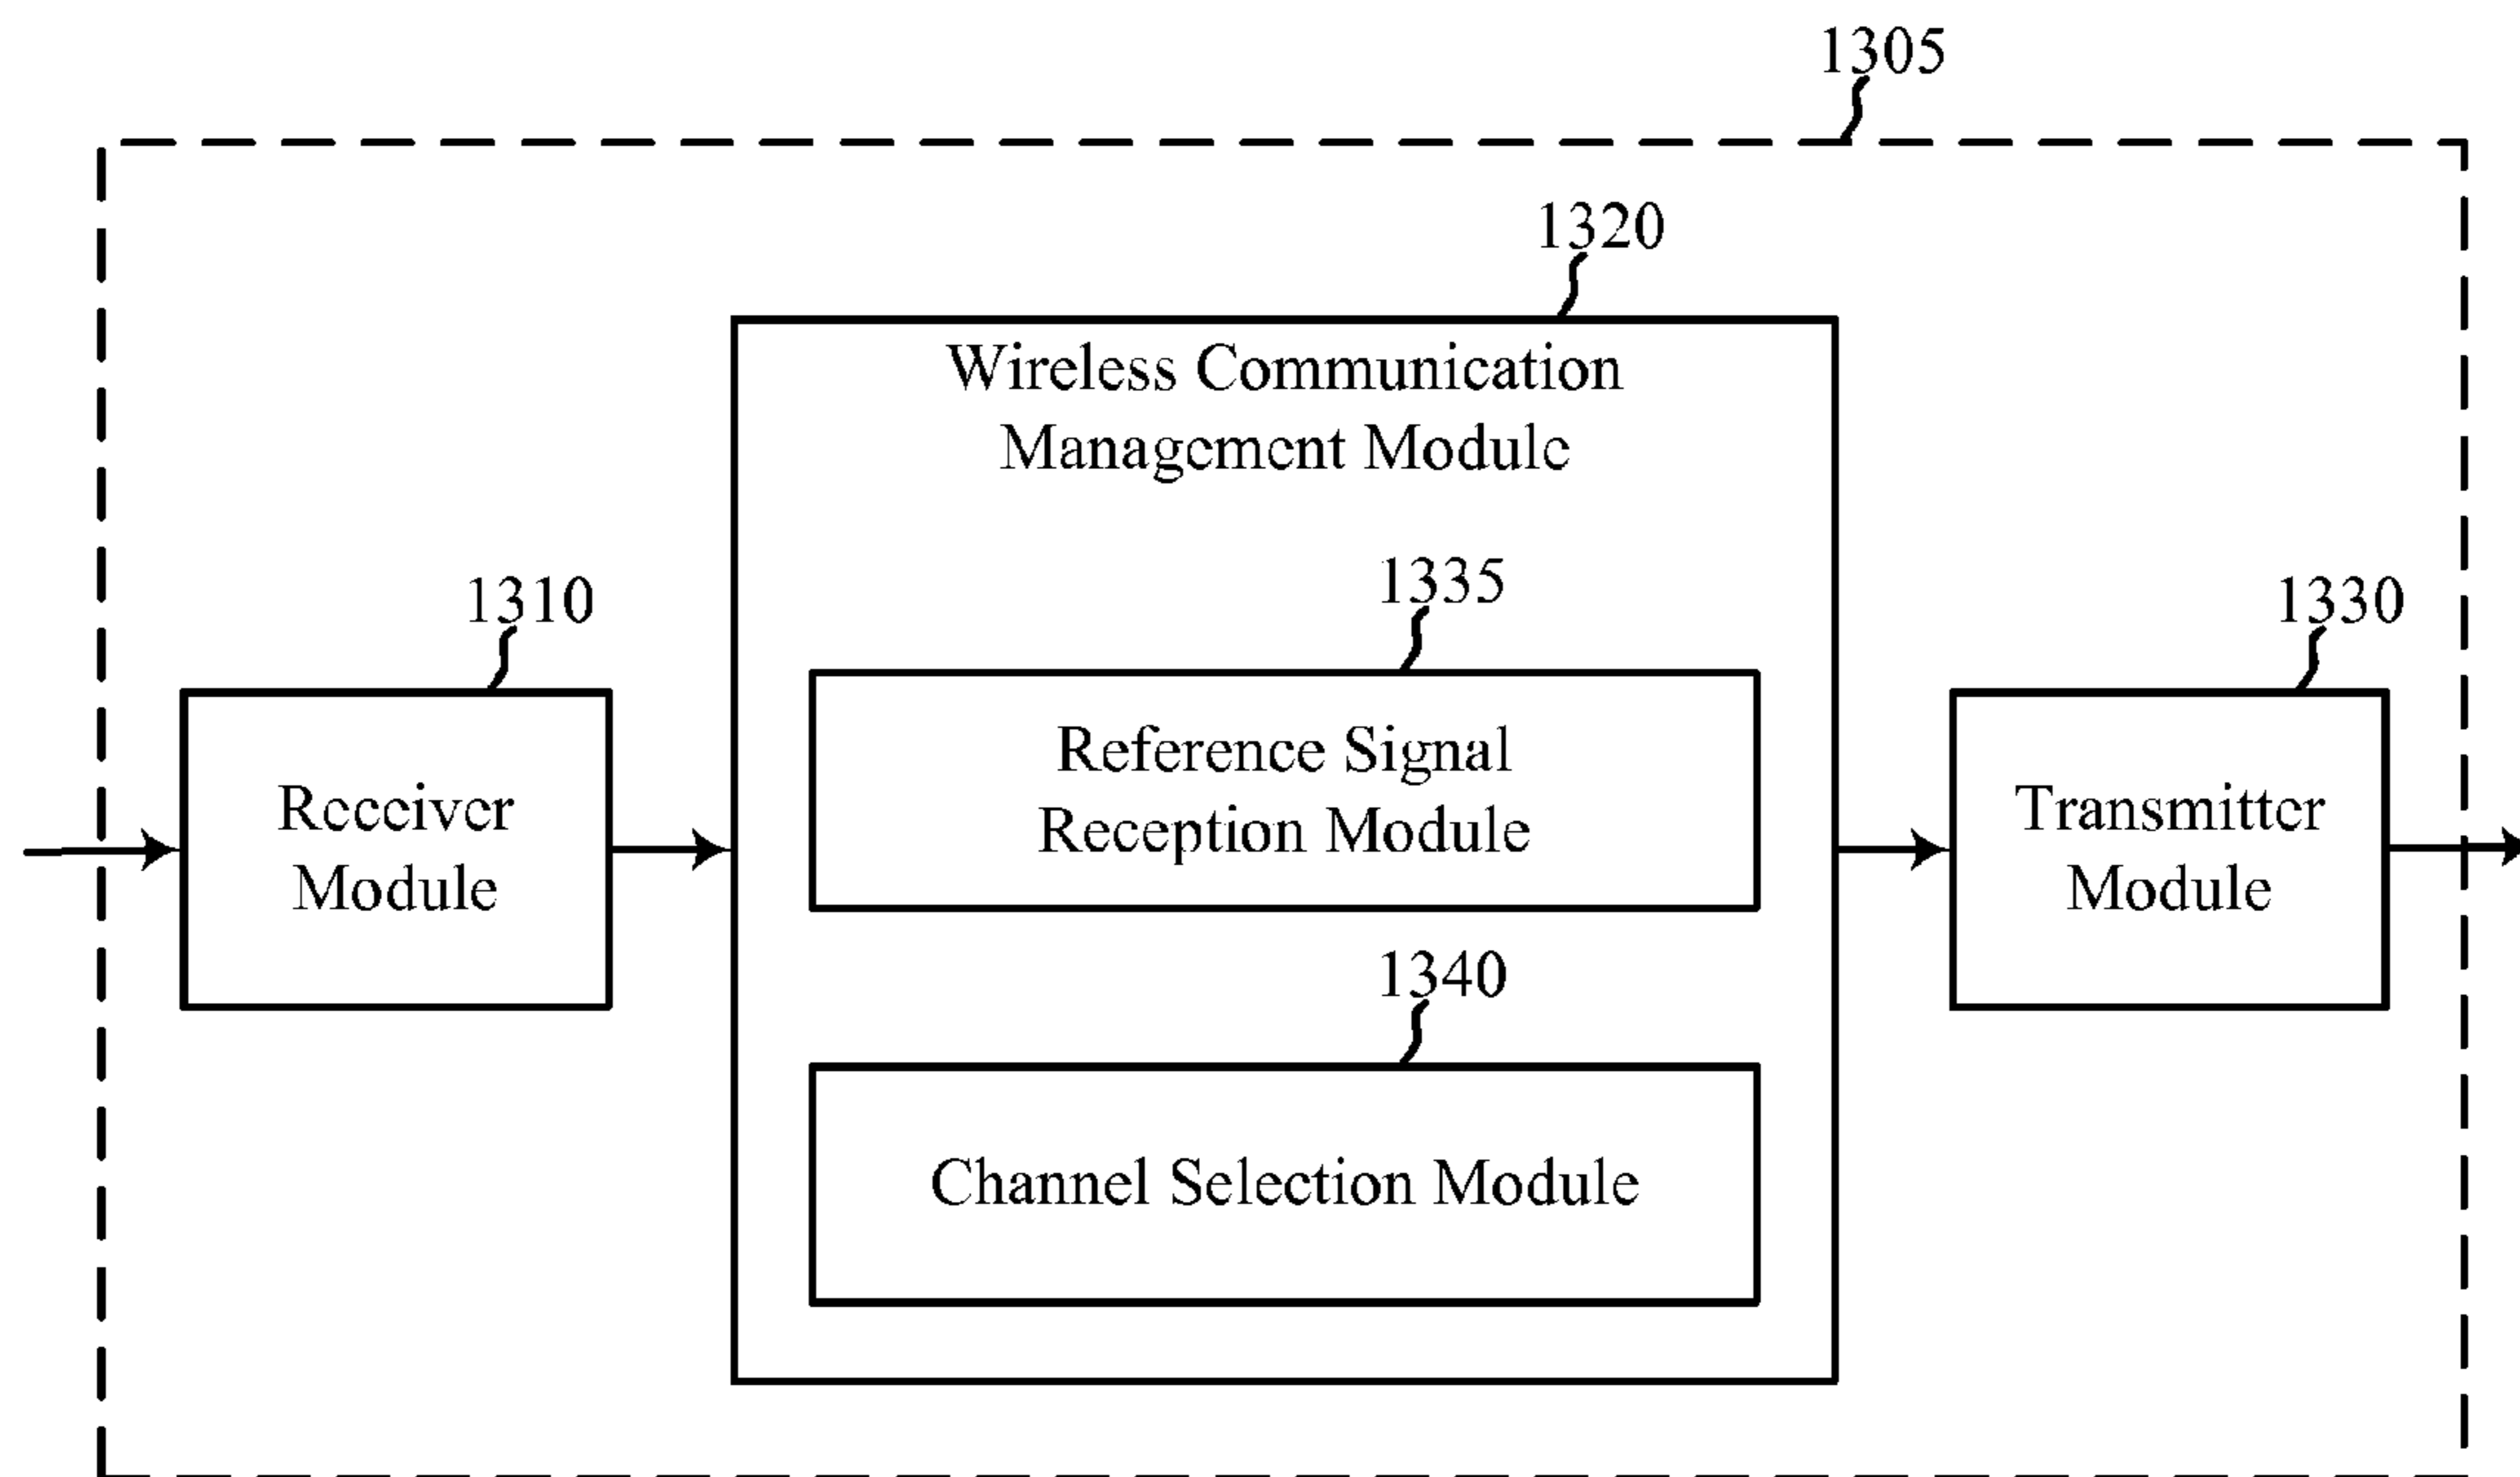 1305
1320
Wireless Communication
Management Module
1310
1335
1330
Receiver
Module
Reference Signal
Reception Module
Transmitter
Module
1340
Channel Selection Module